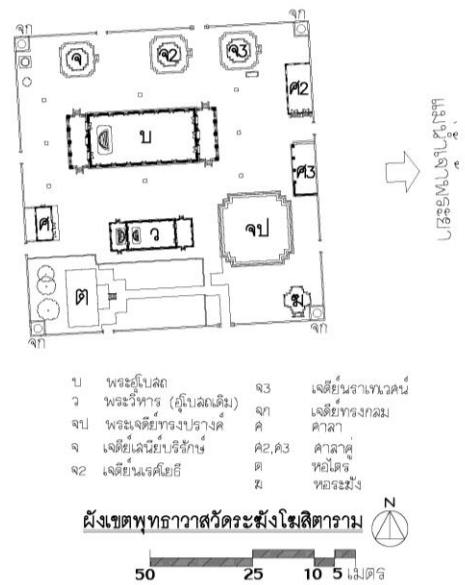 จก จก
จ จ2 จ3
ศ2
บ
ศ3
แม่น้ำเจ้าพระยา
ศ
ว
จป
ต
ฆ
จก จก
บ พระอุโบสถ
ว พระวิหาร (อุโบสถเดิม)
จป พระเจดีย์ทรงปรางค์
จ เจดีย์เสนีย์บริรักษ์
จ2 เจดีย์นเรศโยธี
จ3 เจดีย์นราเทเวศน์
จก เจดีย์ทรงกลม
ศ ศาลา
ศ2,ศ3 ศาลาคู่
ต หอไตร
ฆ หอระฆัง
ผังเขตพุทธาวาสวัดระฆังโฆสิตาราม
N
50 25 10 5 เมตร